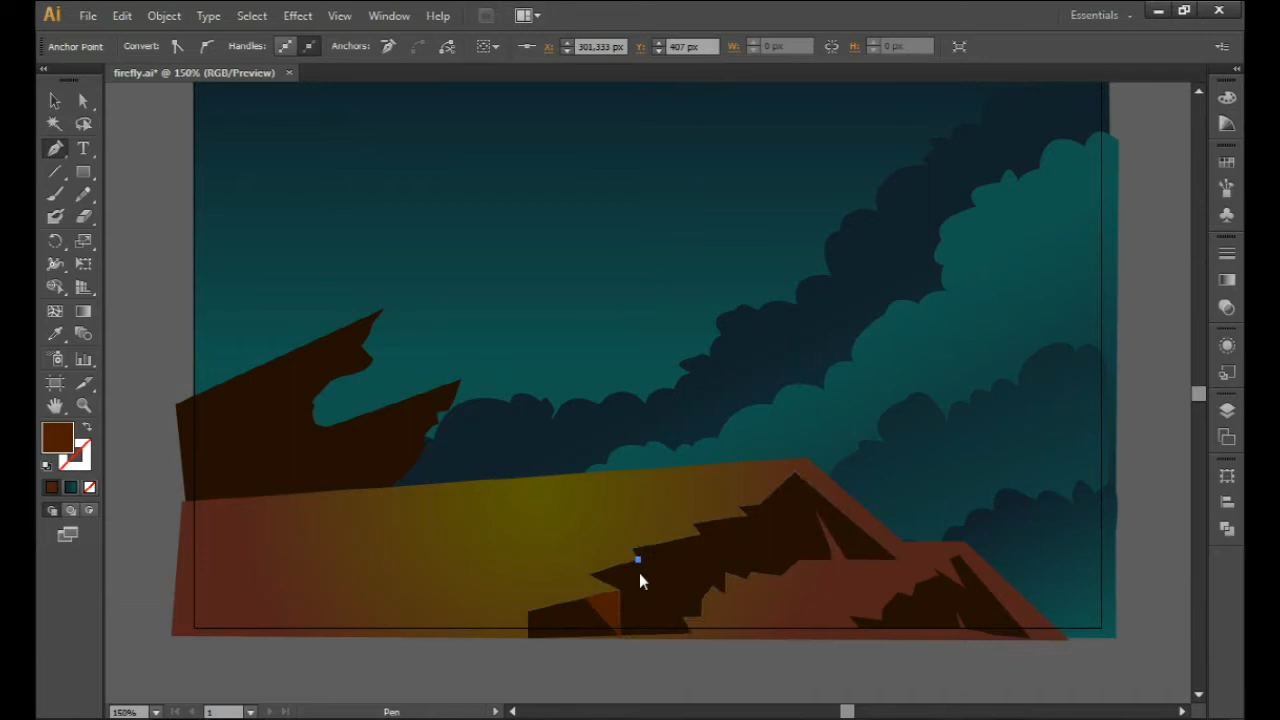 Ai File Edit Object Type Select Effect View Window Help Essentials
Anchor Point Convert: Handles: Anchors: X: 301,333 px Y: 407 px W: 0 px H: 0 px
firefly.ai* @ 150% (RGB/Preview) ×
T
150% 1 Pen